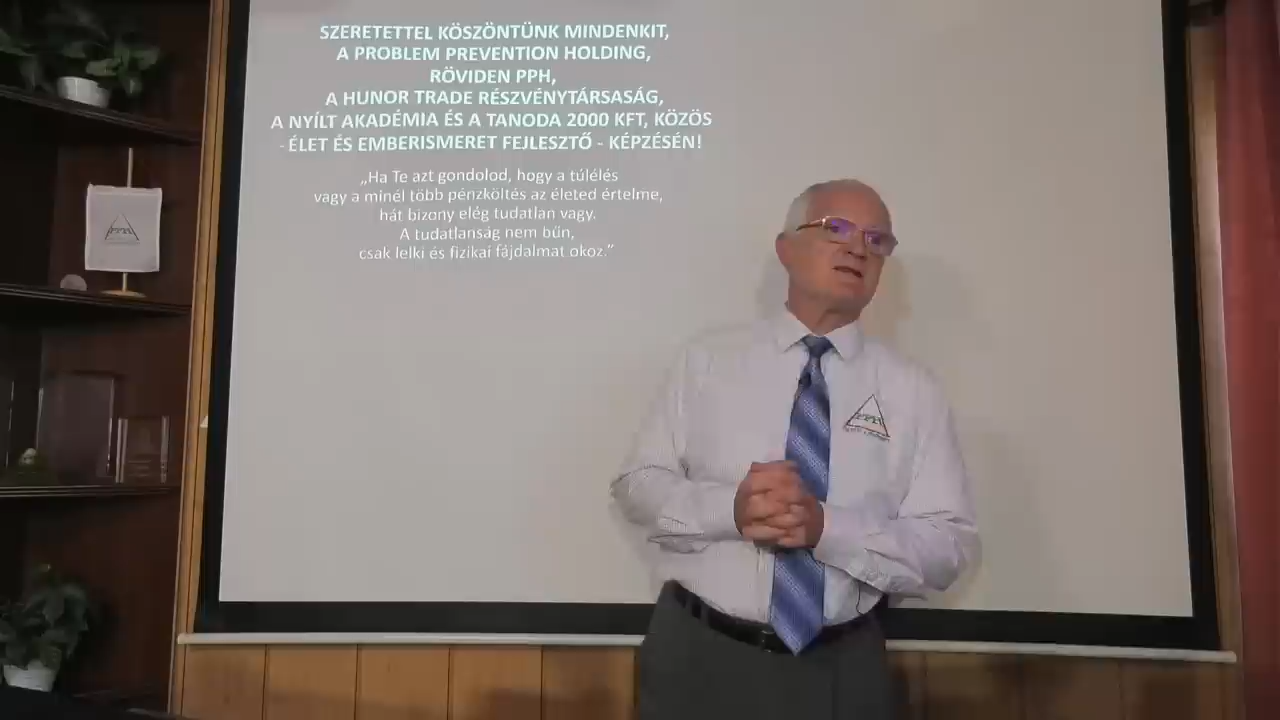 SZERETETTEL KÖSZÖNTÜNK MINDENKIT,
A PROBLEM PREVENTION HOLDING,
RÖVIDEN PPH,
A HUNOR TRADE RÉSZVÉNYTÁRSASÁG,
A NYÍLT AKADÉMIA ÉS A TANODA 2000 KFT, KÖZÖS
- ÉLET ÉS EMBERISMERET FEJLESZTŐ - KÉPZÉSÉN!
„Ha Te azt gondolod, hogy a túlélés
vagy a minél több pénzköltés az életed értelme,
hát bizony elég tudatlan vagy.
A tudatlanság nem bűn,
csak lelki és fizikai fájdalmat okoz.”
PPH
PPH